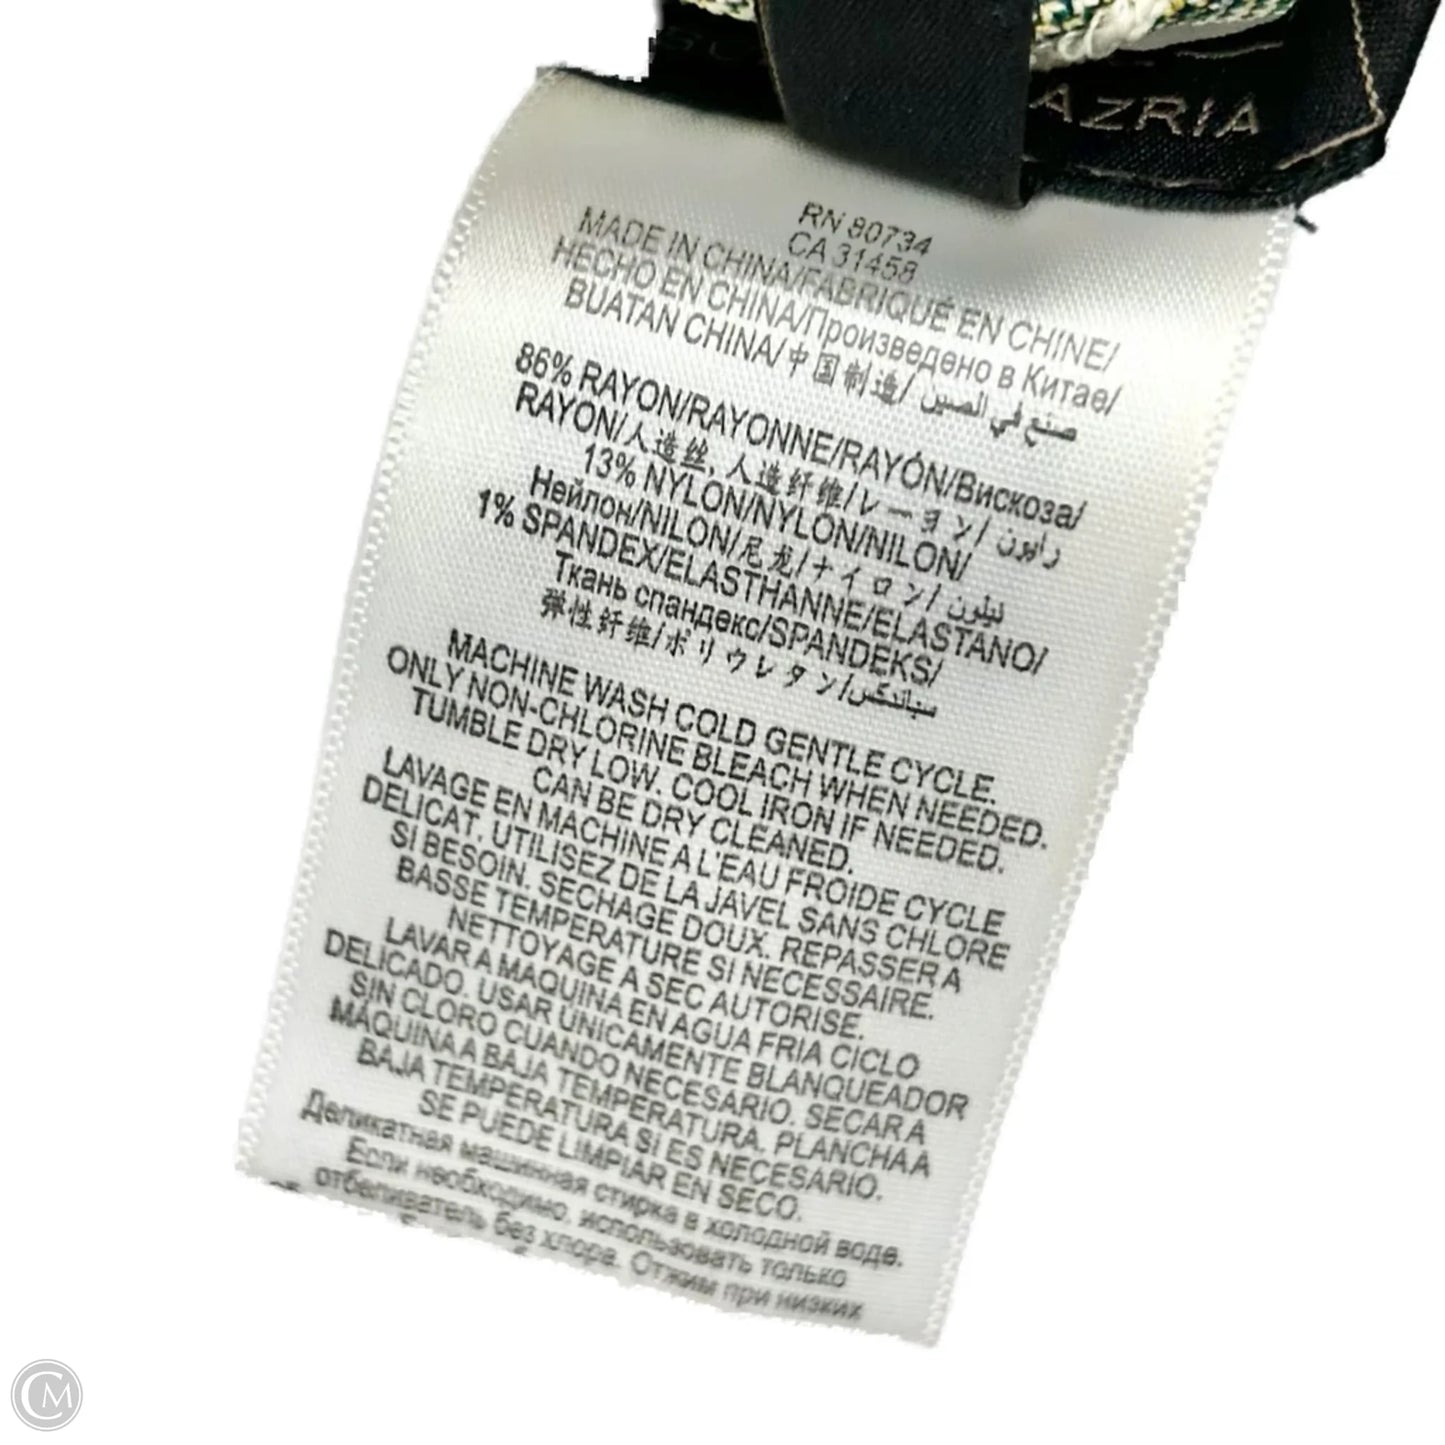 AZRIA
RN 80734
CA 31458
MADE IN CHINA/FABRIQUÉ EN CHINE/
HECHO EN CHINA/Произведено в Китае/
BUATAN CHINA/中国制造/ صنع في الصين
86% RAYON/RAYONNE/RAYÓN/Вискоза/
RAYON/人造丝, 人造纤维/レーヨン/ رايون
13% NYLON/NYLON/NILON/
Нейлон/NILON/尼龙/ナイロン/ نيلون
1% SPANDEX/ELASTHANNE/ELASTANO/
Ткань спандекс/SPANDEKS/
弹性纤维/ポリウレタン/سباندكس
MACHINE WASH COLD GENTLE CYCLE.
ONLY NON-CHLORINE BLEACH WHEN NEEDED.
TUMBLE DRY LOW. COOL IRON IF NEEDED.
CAN BE DRY CLEANED.
LAVAGE EN MACHINE A L'EAU FROIDE CYCLE
DELICAT. UTILISEZ DE LA JAVEL SANS CHLORE
SI BESOIN. SECHAGE DOUX. REPASSER A
BASSE TEMPERATURE SI NECESSAIRE.
NETTOYAGE A SEC AUTORISE.
LAVAR A MAQUINA EN AGUA FRIA CICLO
DELICADO. USAR ÚNICAMENTE BLANQUEADOR
SIN CLORO CUANDO NECESARIO. SECAR A
MÁQUINA A BAJA TEMPERATURA. PLANCHA A
BAJA TEMPERATURA SI ES NECESARIO.
SE PUEDE LIMPIAR EN SECO.
Деликатная машинная стирка в холодной воде.
Если необходимо, использовать только
отбеливатель без хлора. Отжим при низких
CM